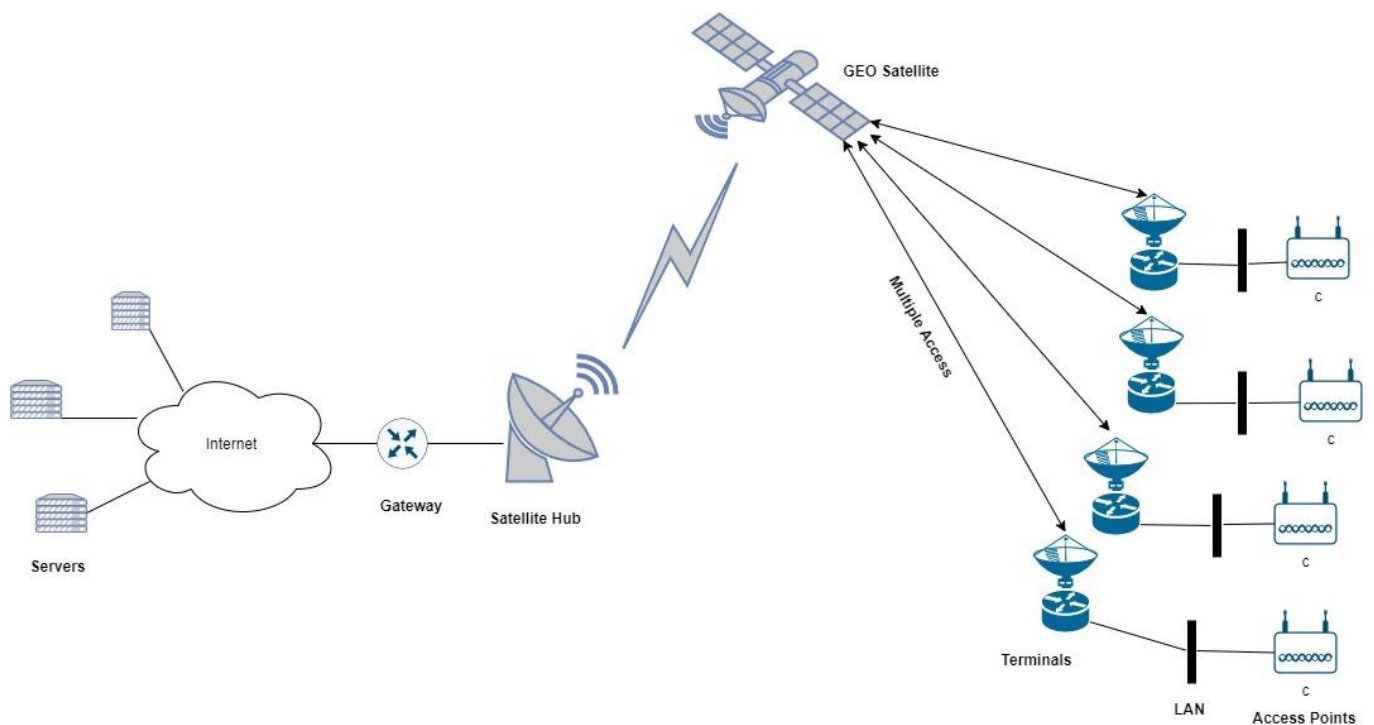 GEO Satellite
Multiple Access
C
C
Internet
Gateway
Satellite Hub
Servers
C
Terminals
C
LAN
Access Points